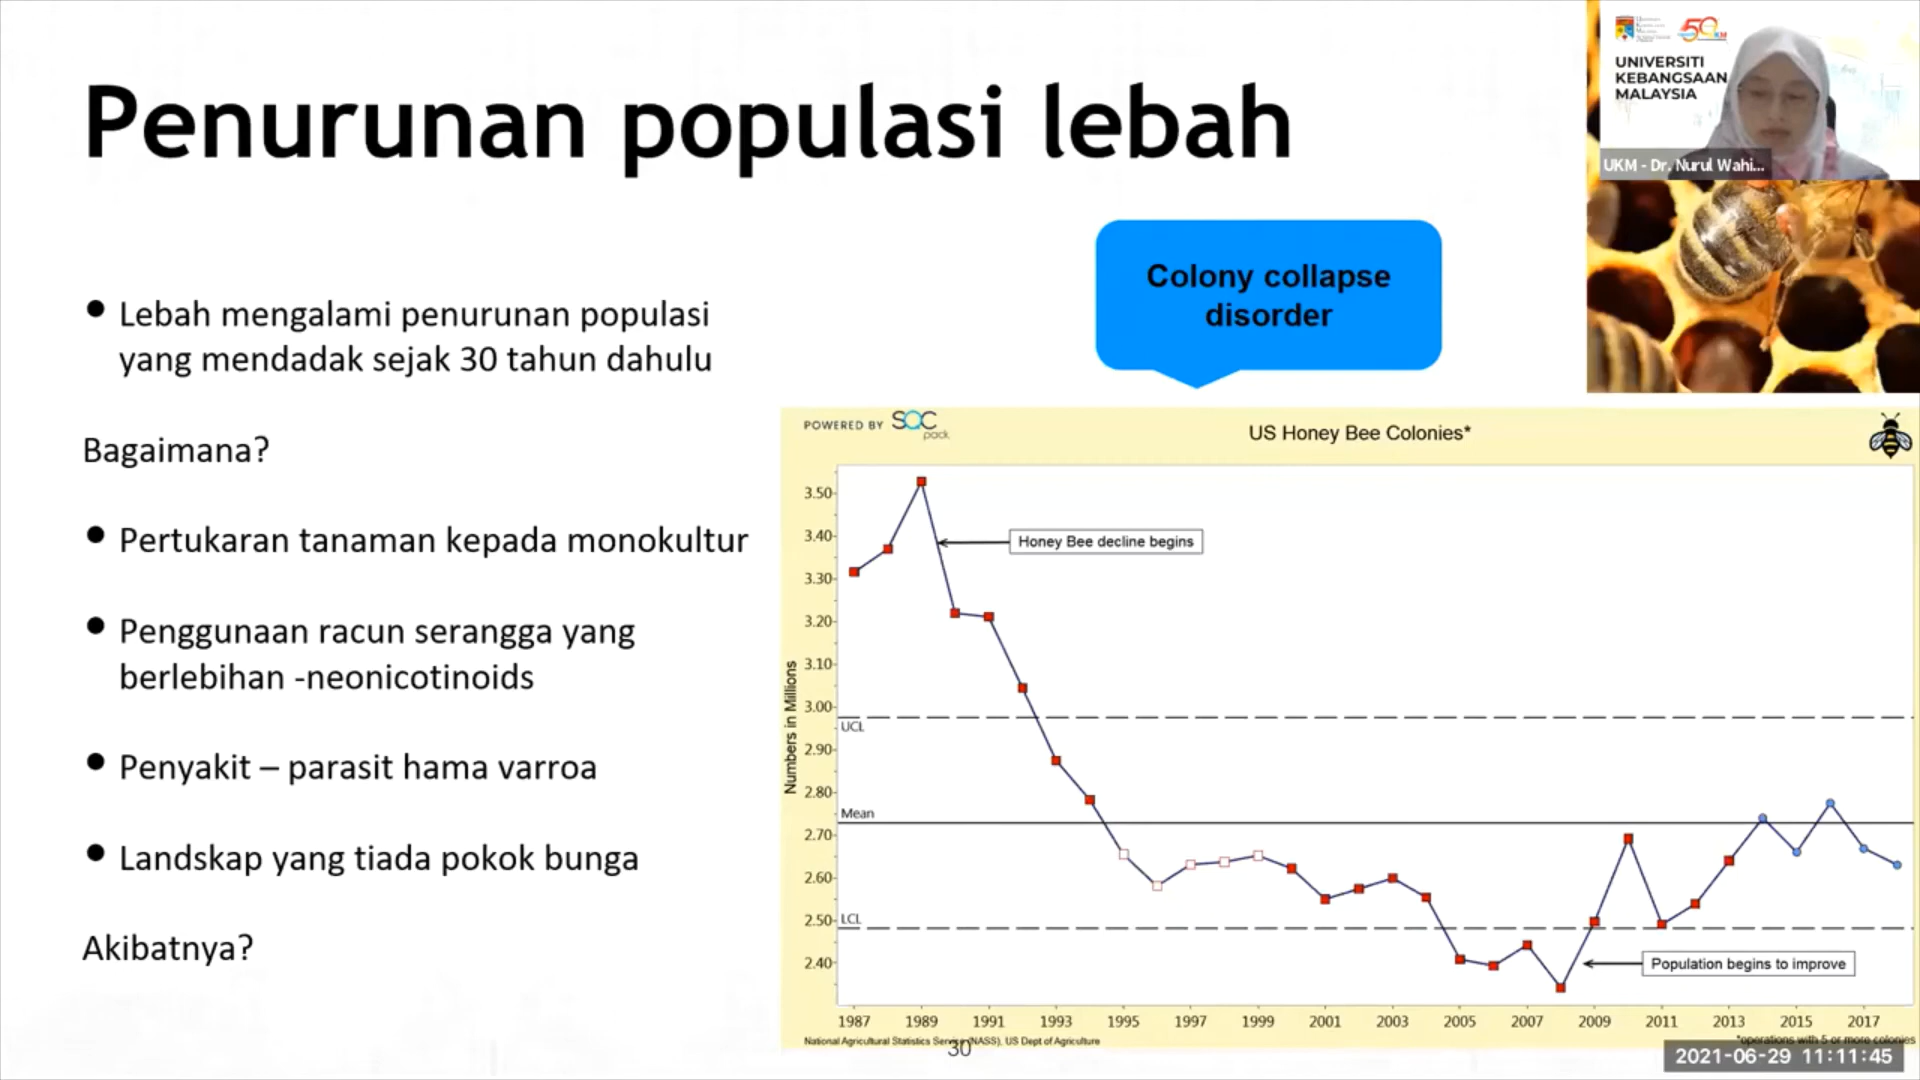 Penurunan populasi lebah
UNIVERSITI
KEBANGSAAN
MALAYSIA
UKM - Dr. Nurul Wahi...
Colony collapse
disorder
• Lebah mengalami penurunan populasi
yang mendadak sejak 30 tahun dahulu
Bagaimana?
• Pertukaran tanaman kepada monokultur
• Penggunaan racun serangga yang
berlebihan -neonicotinoids
• Penyakit – parasit hama varroa
• Landskap yang tiada pokok bunga
Akibatnya?
POWERED BY SQC pack
US Honey Bee Colonies*
Numbers in Millions
3.50
3.40
3.30
3.20
3.10
3.00
2.90
2.80
2.70
2.60
2.50
2.40
Honey Bee decline begins
UCL
Mean
LCL
Population begins to improve
1987 1989 1991 1993 1995 1997 1999 2001 2003 2005 2007 2009 2011 2013 2015 2017
National Agricultural Statistics Service (NASS), US Dept of Agriculture
*operations with 5 or more colonies
30
2021-06-29 11:11:45